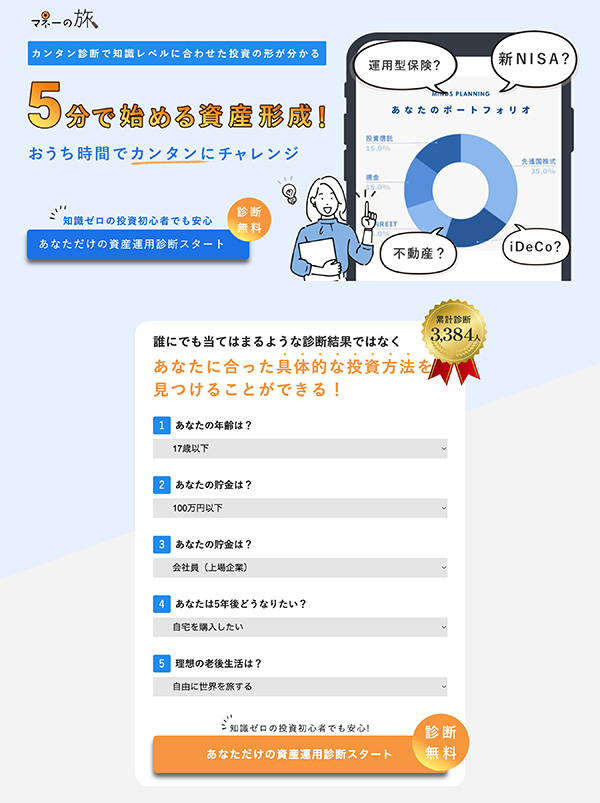 マネーの旅
カンタン診断で知識レベルに合わせた投資の形が分かる
5分で始める資産形成！
おうち時間でカンタンにチャレンジ
知識ゼロの投資初心者でも安心
診断
無料
あなただけの資産運用診断スタート
運用型保険？
新NISA？
MINDS PLANNING
あなたのポートフォリオ
投資信託
15.0%
先進国株式
35.0%
現金
15.0%
REIT
.0%
不動産？
iDeCo？
累計診断
3,384人
誰にでも当てはまるような診断結果ではなく
あなたに合った具体的な投資方法を
見つけることができる！
1 あなたの年齢は？
17歳以下
2 あなたの貯金は？
100万円以下
3 あなたの貯金は？
会社員（上場企業）
4 あなたは5年後どうなりたい？
自宅を購入したい
5 理想の老後生活は？
自由に世界を旅する
知識ゼロの投資初心者でも安心!
診断
無料
あなただけの資産運用診断スタート